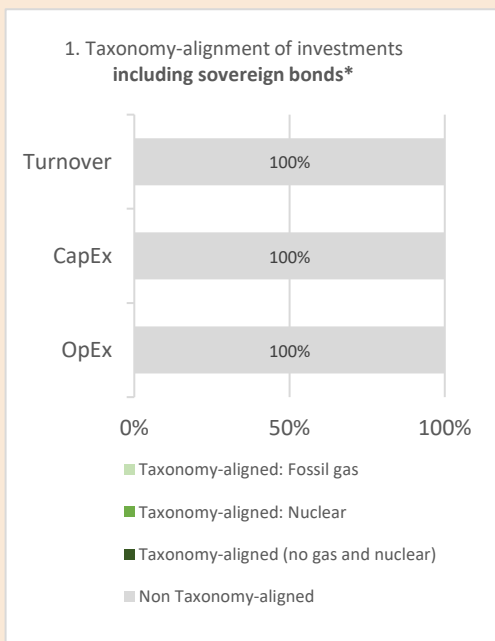 1. Taxonomy-alignment of investments
including sovereign bonds*
Turnover
100%
CapEx
100%
OpEx
100%
0%
50%
100%
Taxonomy-aligned: Fossil gas
Taxonomy-aligned: Nuclear
Taxonomy-aligned (no gas and nuclear)
Non Taxonomy-aligned